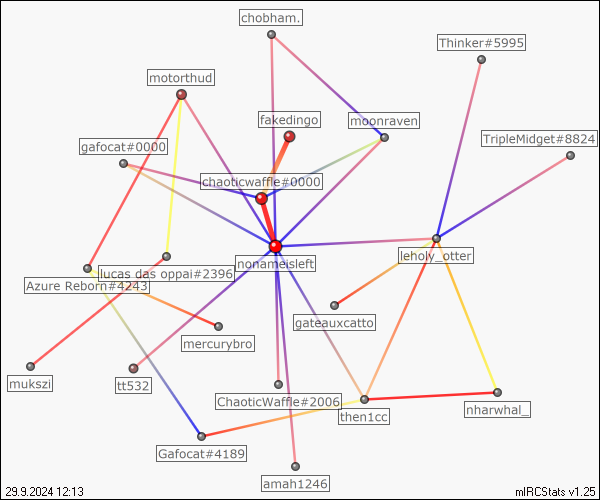 chobham.
Thinker#5995
motorthud
fakedingo
moonraven
TripleMidget#8824
gafocat#0000
chaoticwaffle#0000
leholy_otter
nonameisleft
lucas das oppai#2396
Azure Reborn#4243
gateauxcatto
mercurybro
mukszi
tt532
ChaoticWaffle#2006
then1cc
nharwhal_
Gafocat#4189
amah1246
29.9.2024 12:13
mIRCStats v1.25